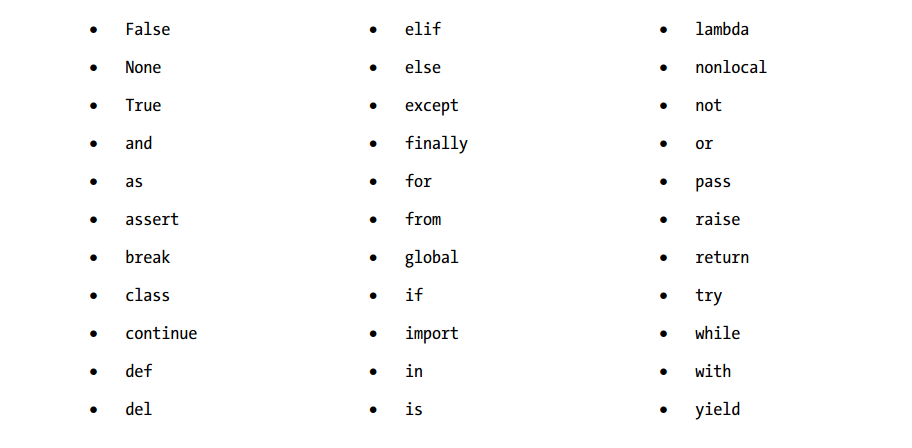 • False
• None
• True
• and
• as
• assert
• break
• class
• continue
• def
• del
• elif
• else
• except
• finally
• for
• from
• global
• if
• import
• in
• is
• lambda
• nonlocal
• not
• or
• pass
• raise
• return
• try
• while
• with
• yield